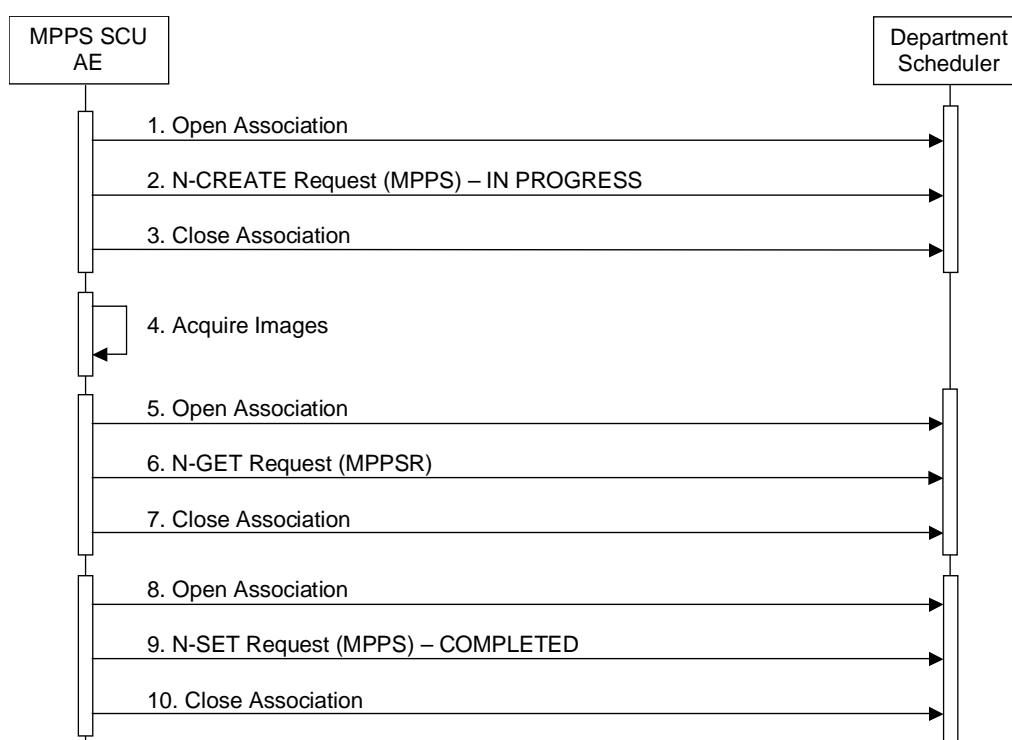 MPPS SCU
AE
Department
Scheduler
1. Open Association
2. N-CREATE Request (MPPS) – IN PROGRESS
3. Close Association
4. Acquire Images
5. Open Association
6. N-GET Request (MPPSR)
7. Close Association
8. Open Association
9. N-SET Request (MPPS) – COMPLETED
10. Close Association